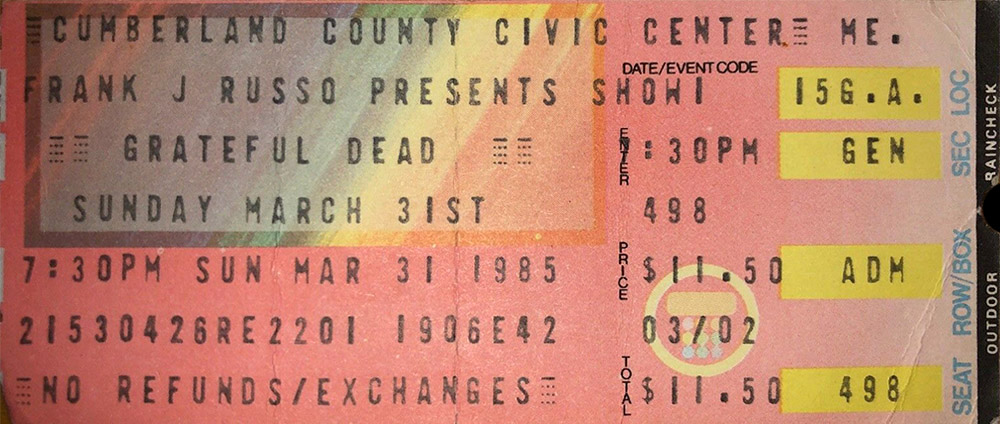 CUMBERLAND COUNTY CIVIC CENTER ME.
DATE/EVENT CODE
FRANK J RUSSO PRESENTS SHOW1 15G.A.
SEC LOC
GRATEFUL DEAD ENTER 7:30PM GEN
SUNDAY MARCH 31ST 498
7:30PM SUN MAR 31 1985 PRICE $11.50 ADM
ROW/BOX
21530426RE2201 1906E42 03/02
NO REFUNDS/EXCHANGES TOTAL $11.50 498
SEAT
RAINCHECK
OUTDOOR